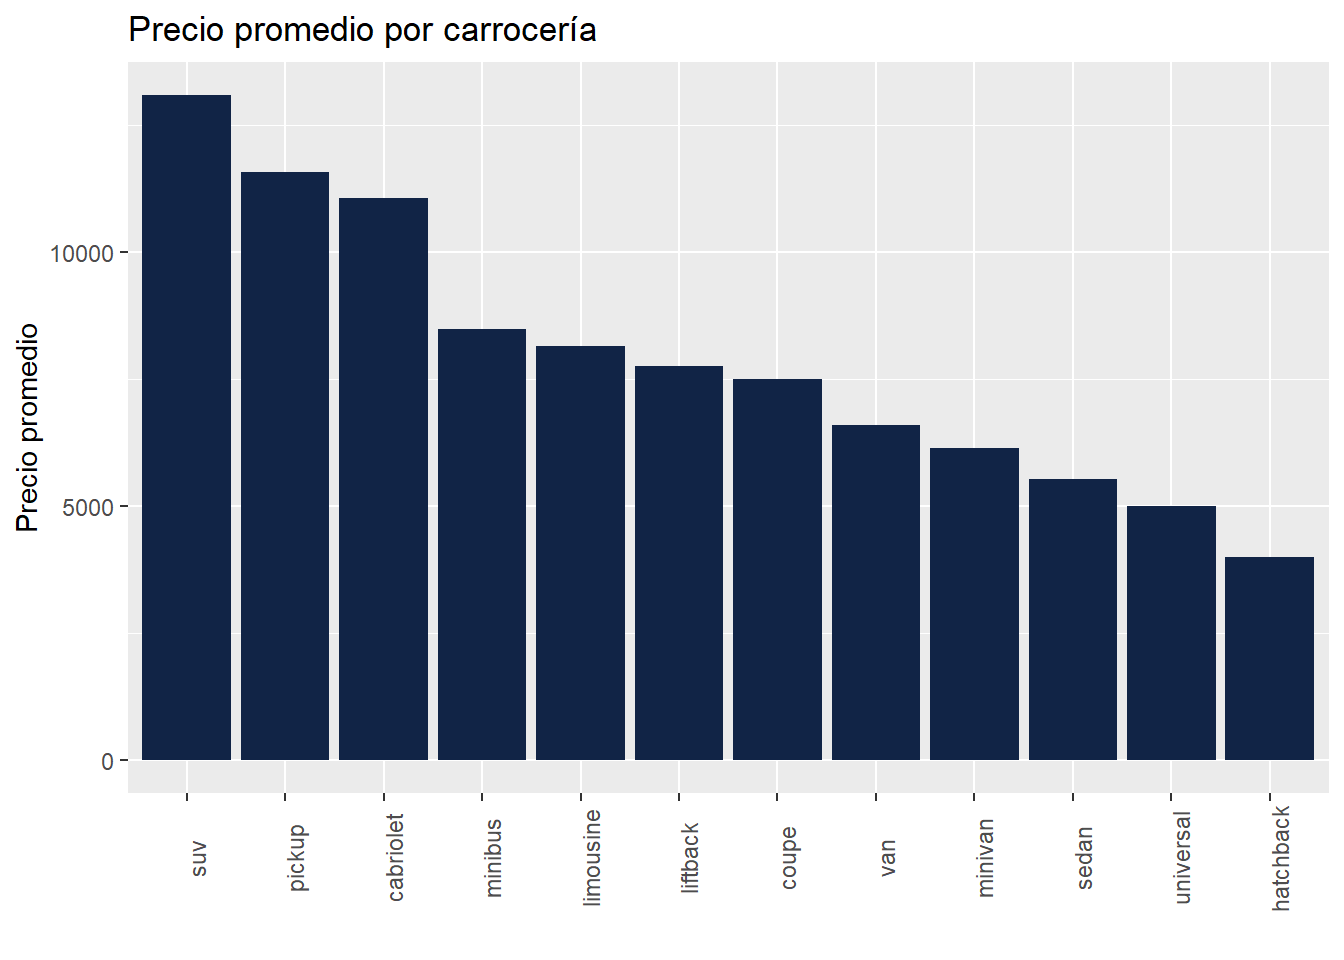 Precio promedio por carrocería
Precio promedio
10000
5000
0
suv
pickup
cabriolet
minibus
limousine
liftback
coupe
van
minivan
sedan
universal
hatchback